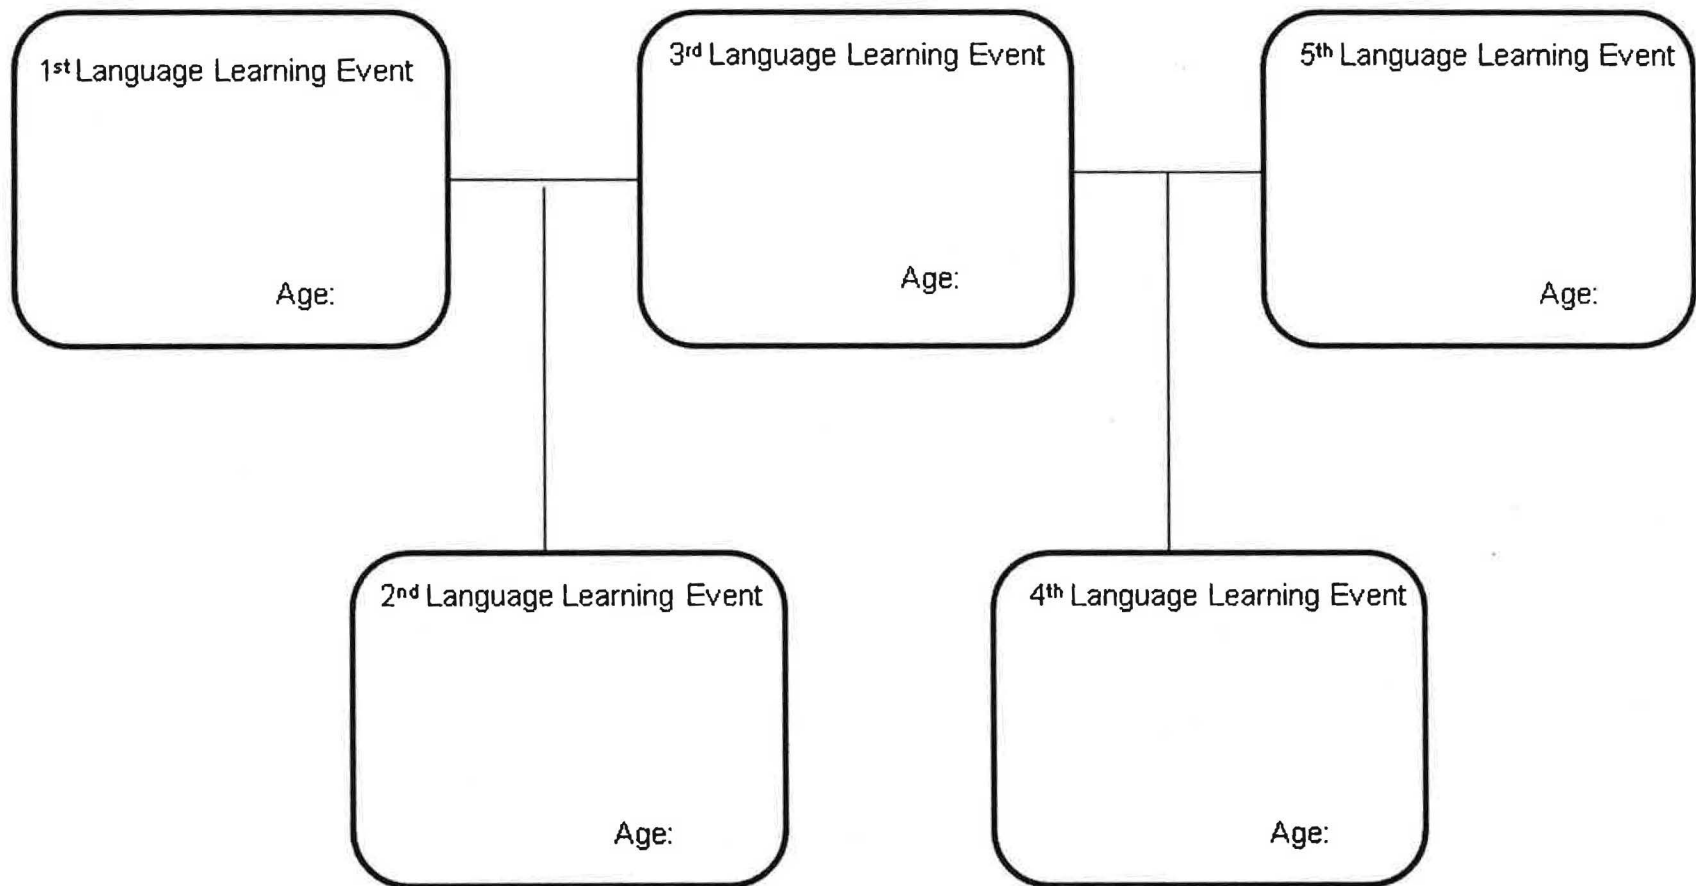 1st Language Learning Event
Age:
2nd Language Learning Event
Age:
3rd Language Learning Event
Age:
4th Language Learning Event
Age:
5th Language Learning Event
Age: